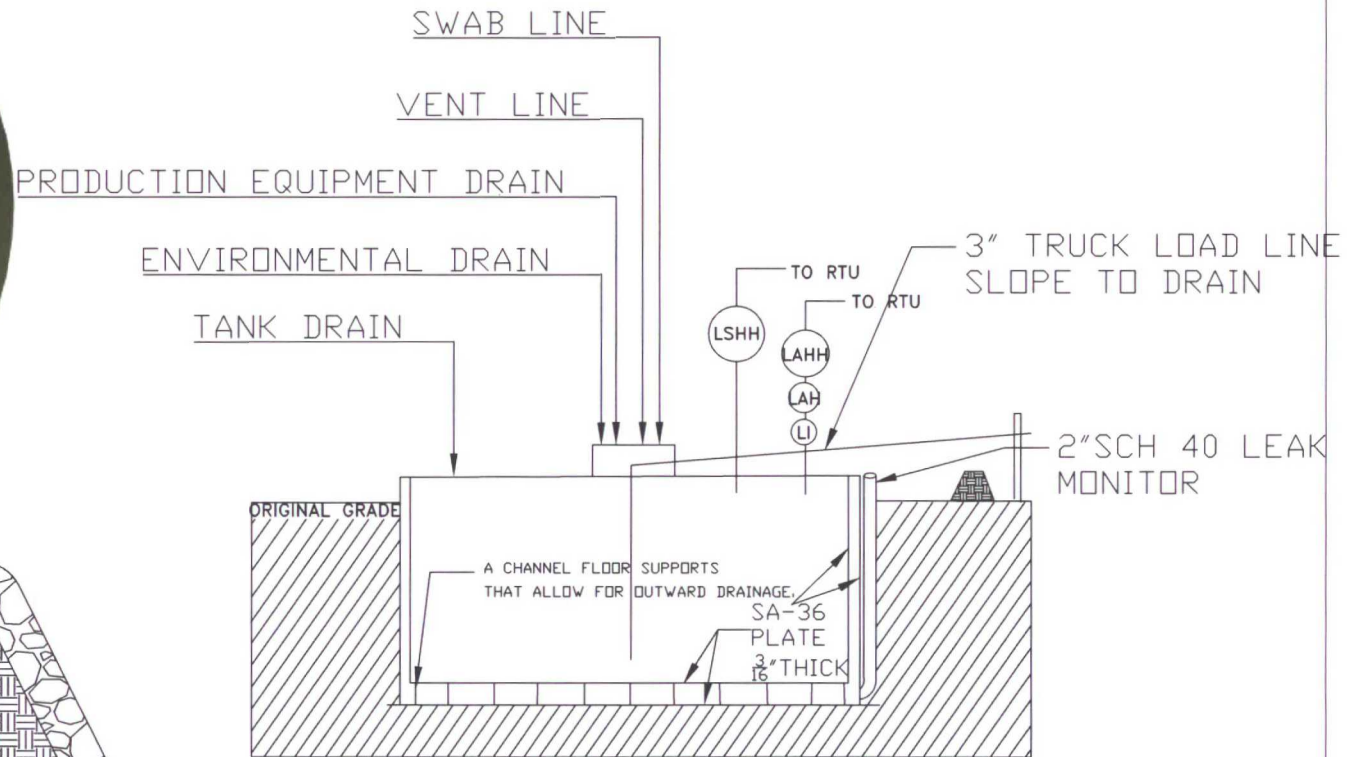 SWAB LINE
VENT LINE
PRODUCTION EQUIPMENT DRAIN
ENVIRONMENTAL DRAIN
TANK DRAIN
TO RTU
TO RTU
3" TRUCK LOAD LINE
SLOPE TO DRAIN
LSHH
LAHH
LAH
LI
2"SCH 40 LEAK
MONITOR
ORIGINAL GRADE
A CHANNEL FLOOR SUPPORTS
THAT ALLOW FOR OUTWARD DRAINAGE.
SA-36
PLATE
3/16" THICK